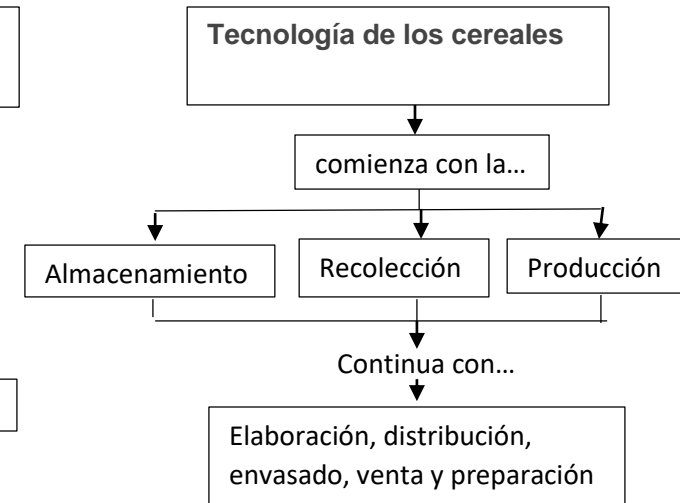 Tecnología de los cereales
comienza con la…
Almacenamiento
Recolección
Producción
Continua con…
Elaboración, distribución,
envasado, venta y preparación